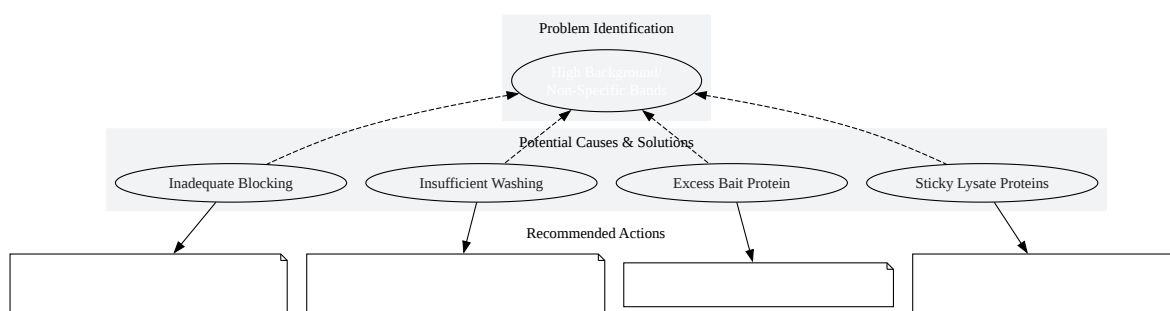 Problem Identification
High Background/
Non-Specific Bands
Potential Causes & Solutions
Inadequate Blocking
Insufficient Washing
Excess Bait Protein
Sticky Lysate Proteins
Recommended Actions